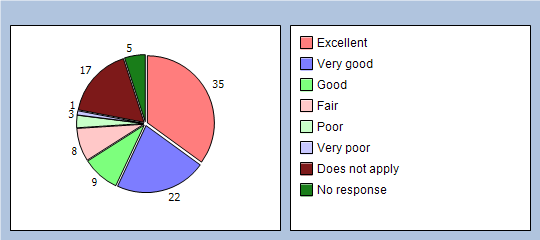 5
17
35
1
3
8
9
22
Excellent
Very good
Good
Fair
Poor
Very poor
Does not apply
No response